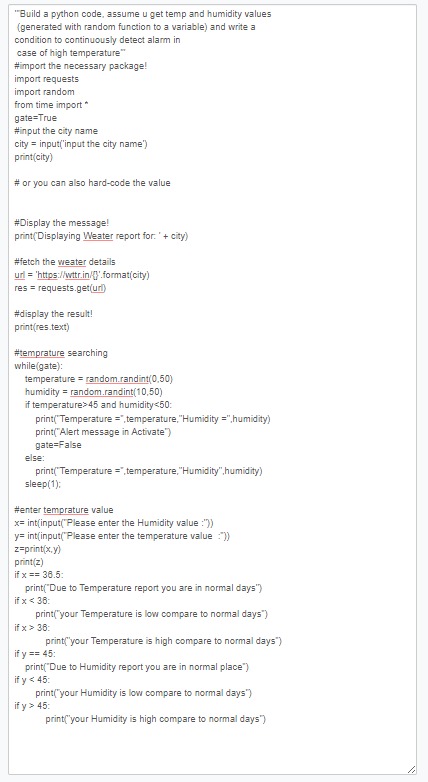 '''Build a python code, assume u get temp and humidity values
(generated with random function to a variable) and write a
condition to continuously detect alarm in
case of high temperature'''
#import the necessary package!
import requests
import random
from time import *
gate=True
#input the city name
city = input('input the city name')
print(city)
# or you can also hard-code the value
#Display the message!
print('Displaying Weater report for: ' + city)
#fetch the weater details
url = 'https://wttr.in/{}'.format(city)
res = requests.get(url)
#display the result!
print(res.text)
#temprature searching
while(gate):
temperature = random.randint(0,50)
humidity = random.randint(10,50)
if temperature>45 and humidity<50:
print("Temperature =",temperature,"Humidity =",humidity)
print("Alert message in Activate")
gate=False
else:
print("Temperature =",temperature,"Humidity",humidity)
sleep(1);
#enter temprature value
x= int(input("Please enter the Humidity value :"))
y= int(input("Please enter the temperature value  :"))
z=print(x,y)
print(z)
if x == 36.5:
print("Due to Temperature report you are in normal days")
if x < 36:
print("your Temperature is low compare to normal days")
if x > 36:
print("your Temperature is high compare to normal days")
if y == 45:
print("Due to Humidity report you are in normal place")
if y < 45:
print("your Humidity is low compare to normal days")
if y > 45:
print("your Humidity is high compare to normal days")